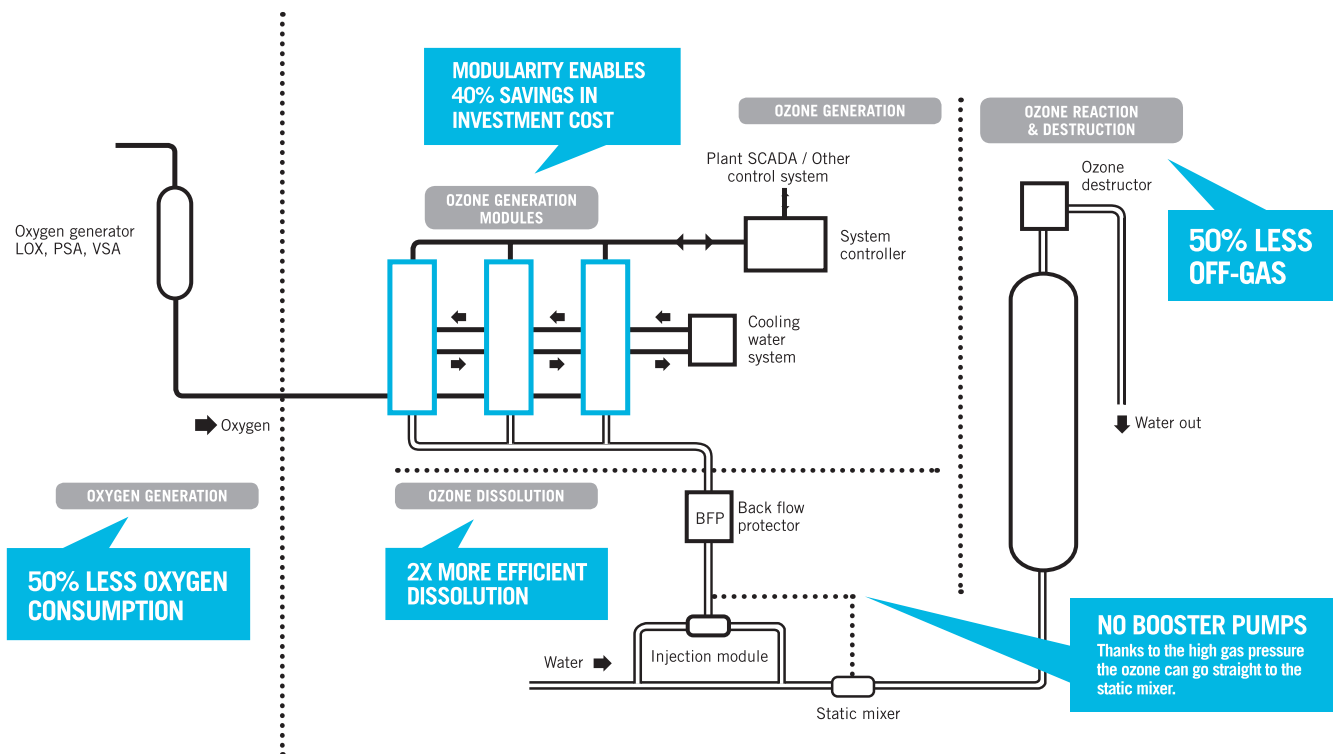 MODULARITY ENABLES
40% SAVINGS IN
INVESTMENT COST
OZONE GENERATION
OZONE REACTION
& DESTRUCTION
Plant SCADA / Other
control system
Ozone
destructor
OZONE GENERATION
MODULES
Oxygen generator
LOX, PSA, VSA
System
controller
50% LESS
OFF-GAS
Cooling
water
system
Oxygen
Water out
OXYGEN GENERATION
OZONE DISSOLUTION
BFP
Back flow
protector
50% LESS OXYGEN
CONSUMPTION
2X MORE EFFICIENT
DISSOLUTION
NO BOOSTER PUMPS
Thanks to the high gas pressure
the ozone can go straight to the
static mixer.
Water
Injection module
Static mixer